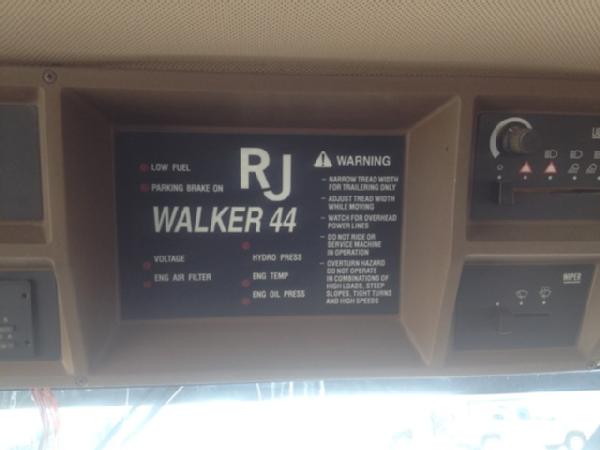 LOW FUEL
PARKING BRAKE ON
RJ
WALKER 44
VOLTAGE
ENG AIR FILTER
HYDRO PRESS
ENG TEMP
ENG OIL PRESS
WARNING
- NARROW TREAD WIDTH
FOR TRAILERING ONLY
- ADJUST TREAD WIDTH
WHILE MOVING
- WATCH FOR OVERHEAD
POWER LINES
- DO NOT RIDE OR
SERVICE MACHINE
IN OPERATION
- OVERTURN HAZARD
DO NOT OPERATE
IN COMBINATIONS OF
HIGH LOADS, STEEP
SLOPES, TIGHT TURNS
AND HIGH SPEEDS
WIPER